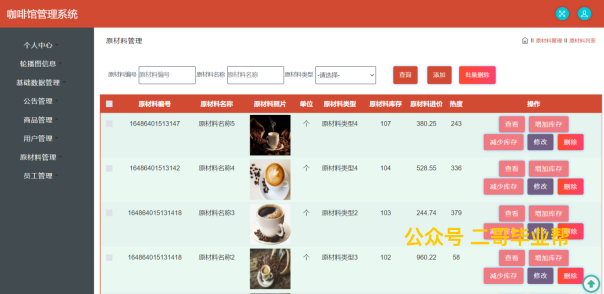 咖啡馆管理系统
个人中心
轮播图信息
基础数据管理
公告管理
商品管理
用户管理
原材料管理
员工管理
原材料管理
原材料管理 原材料列表
原材料编号 原材料编号 原材料名称 原材料名称 原材料类型 -请选择- 查询 添加 批量删除
原材料编号 原材料名称 原材料照片 单位 原材料类型 原材料库存 原材料进价 热度 操作
16486401513147 原材料名称5 个 原材料类型4 107 380.25 243 查看 增加库存
减少库存 修改 删除
1648640151​3142 原材料名称4 个 原材料类型4 104 528.55 336 查看 增加库存
减少库存 修改 删除
164864015131418 原材料名称3 个 原材料类型2 103 244.74 379 查看 增加库存
减少库存 修改 删除
公众号 二哥毕业帮
164864015131418 原材料名称2 个 原材料类型3 102 960.22 58 查看 增加库存
减少库存 修改 删除